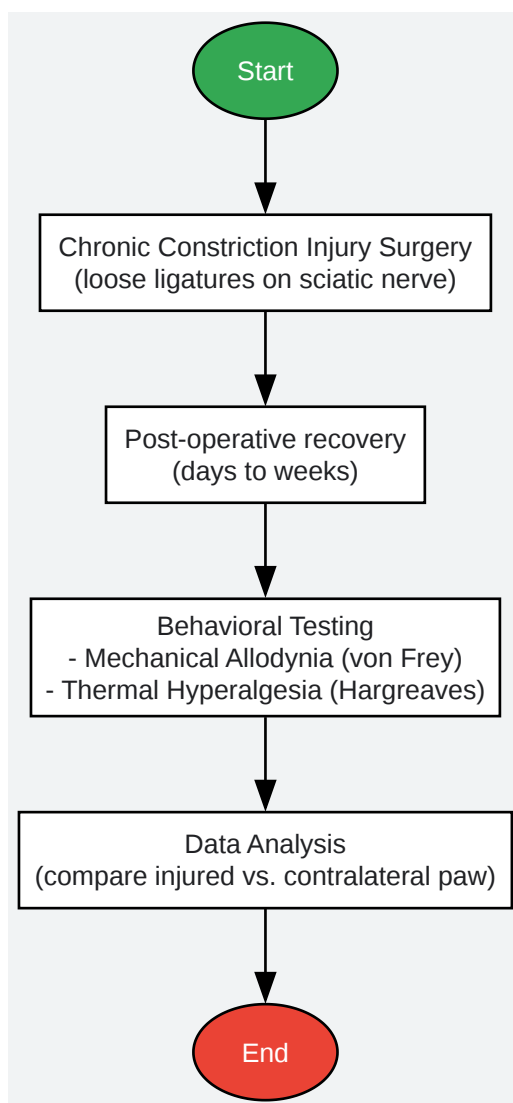 Start
Chronic Constriction Injury Surgery
(loose ligatures on sciatic nerve)
Post-operative recovery
(days to weeks)
Behavioral Testing
- Mechanical Allodynia (von Frey)
- Thermal Hyperalgesia (Hargreaves)
Data Analysis
(compare injured vs. contralateral paw)
End